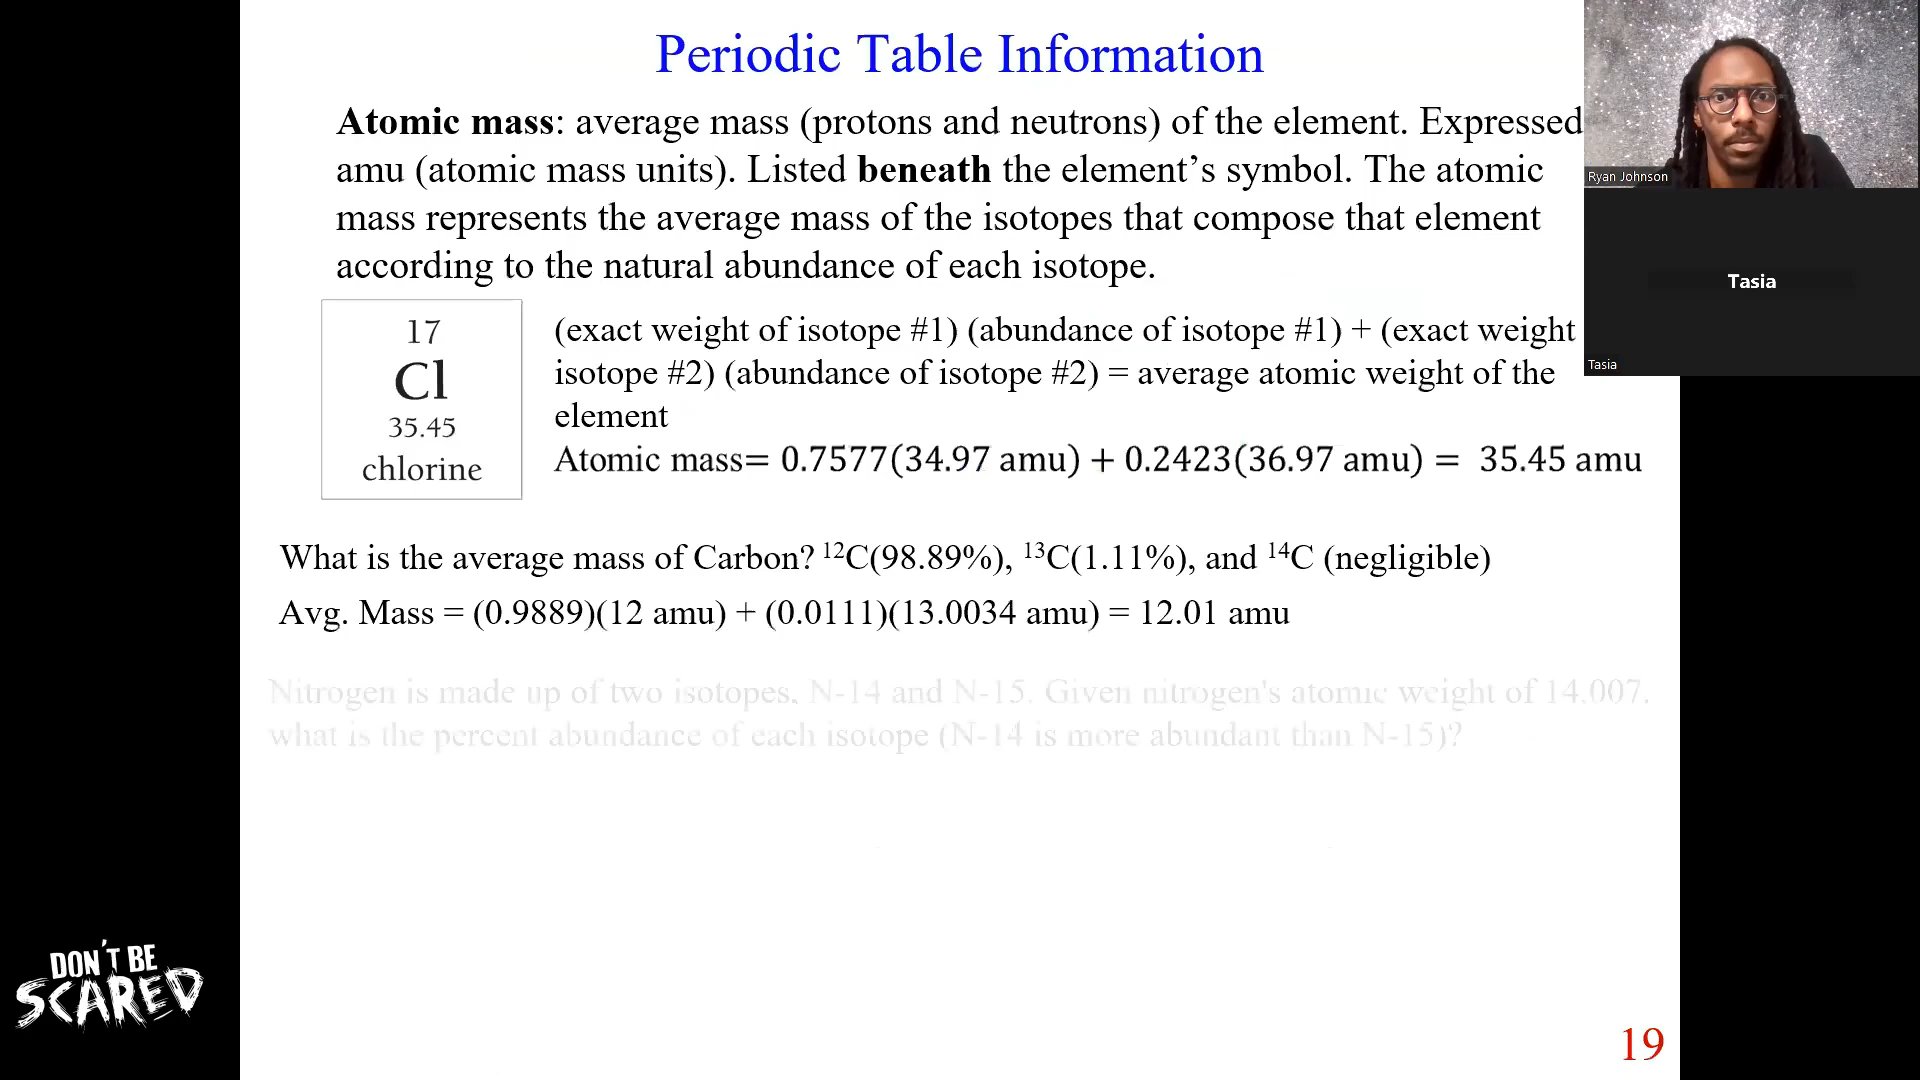 Periodic Table Information
Atomic mass: average mass (protons and neutrons) of the element. Expressed
amu (atomic mass units). Listed beneath the element’s symbol. The atomic
mass represents the average mass of the isotopes that compose that element
according to the natural abundance of each isotope.
17
Cl
35.45
chlorine
(exact weight of isotope #1) (abundance of isotope #1) + (exact weight
isotope #2) (abundance of isotope #2) = average atomic weight of the
element
Atomic mass= 0.7577(34.97 amu) + 0.2423(36.97 amu) = 35.45 amu
What is the average mass of Carbon? ¹²C(98.89%), ¹³C(1.11%), and ¹⁴C (negligible)
Avg. Mass = (0.9889)(12 amu) + (0.0111)(13.0034 amu) = 12.01 amu
Nitrogen is made up of two isotopes, N-14 and N-15. Given nitrogen's atomic weight of 14.007,
what is the percent abundance of each isotope (N-14 is more abundant than N-15)?
19
Ryan Johnson
Tasia
Tasia
DON'T BE
SCARED